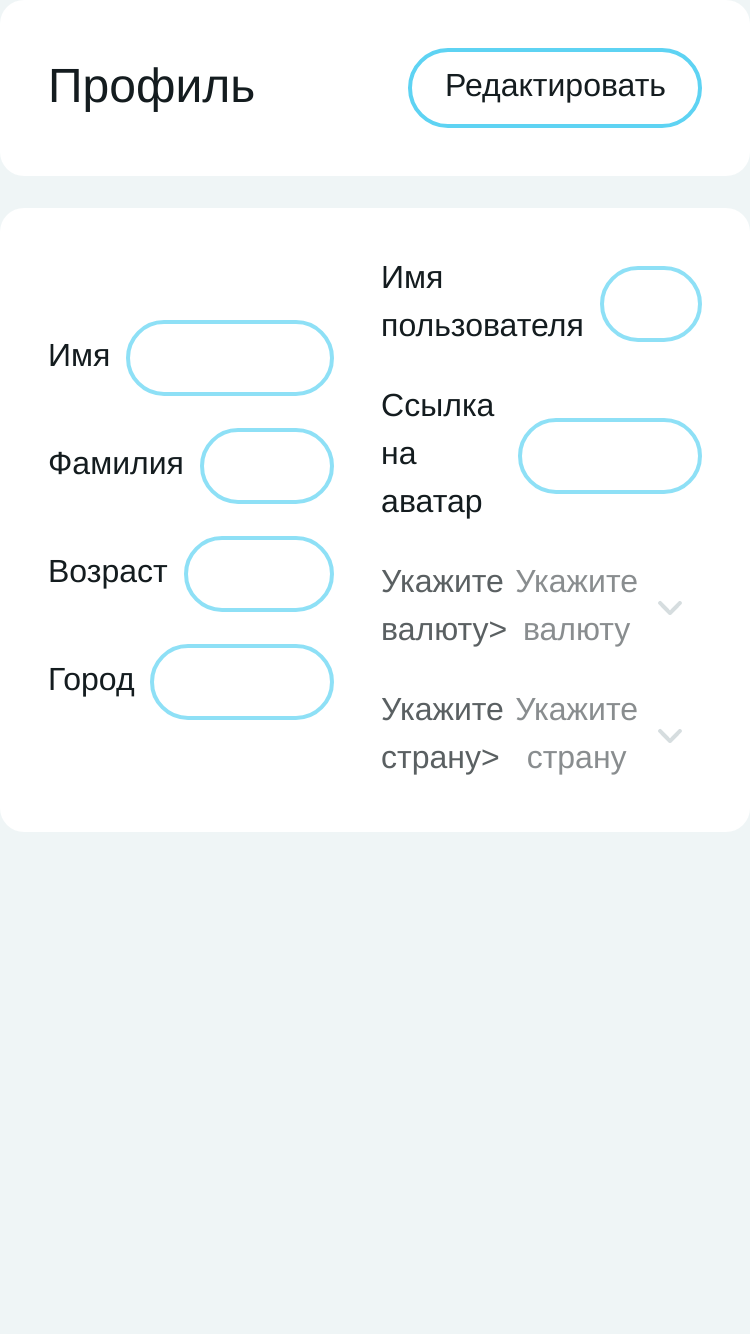 Профиль
Редактировать
Имя
Фамилия
Возраст
Город
Имя
пользователя
Ссылка
на
аватар
Укажите
валюту>
Укажите
валюту
Укажите
страну>
Укажите
страну